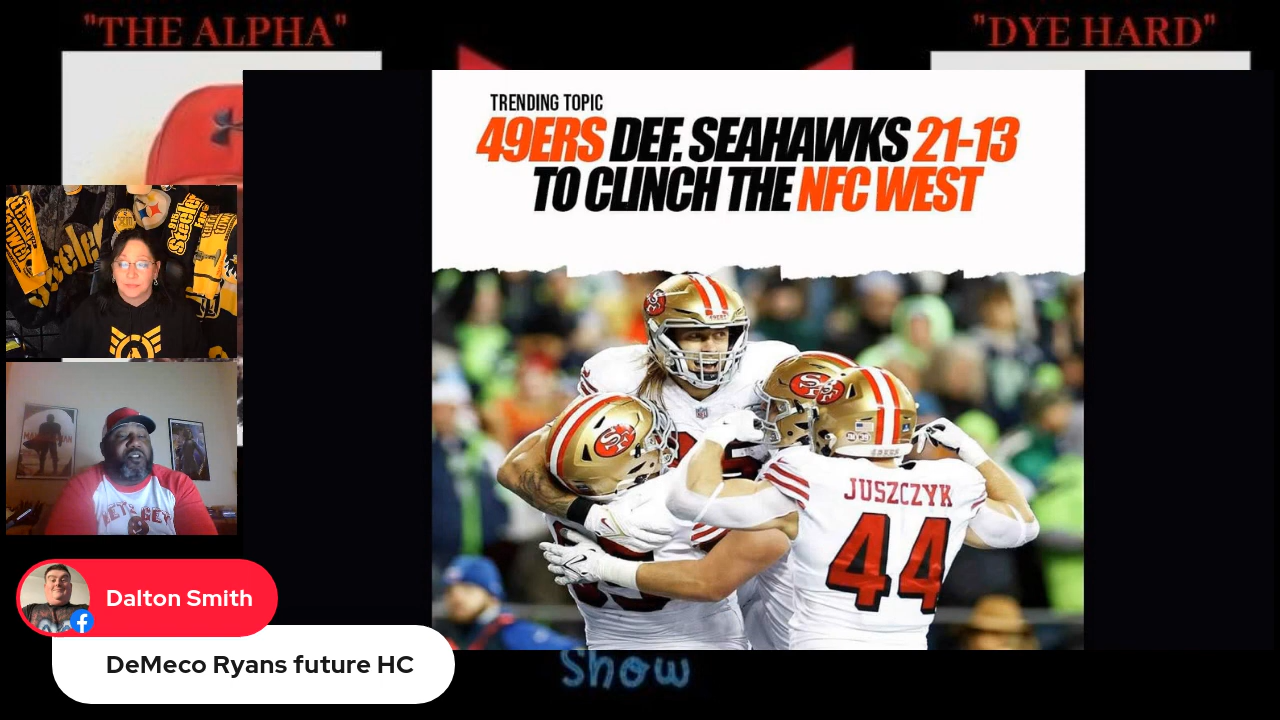 "THE ALPHA"
"DYE HARD"
TRENDING TOPIC
49ERS DEF. SEAHAWKS 21-13
TO CLINCH THE NFC WEST
JUSZCZYK
44
Dalton Smith
DeMeco Ryans future HC
Show